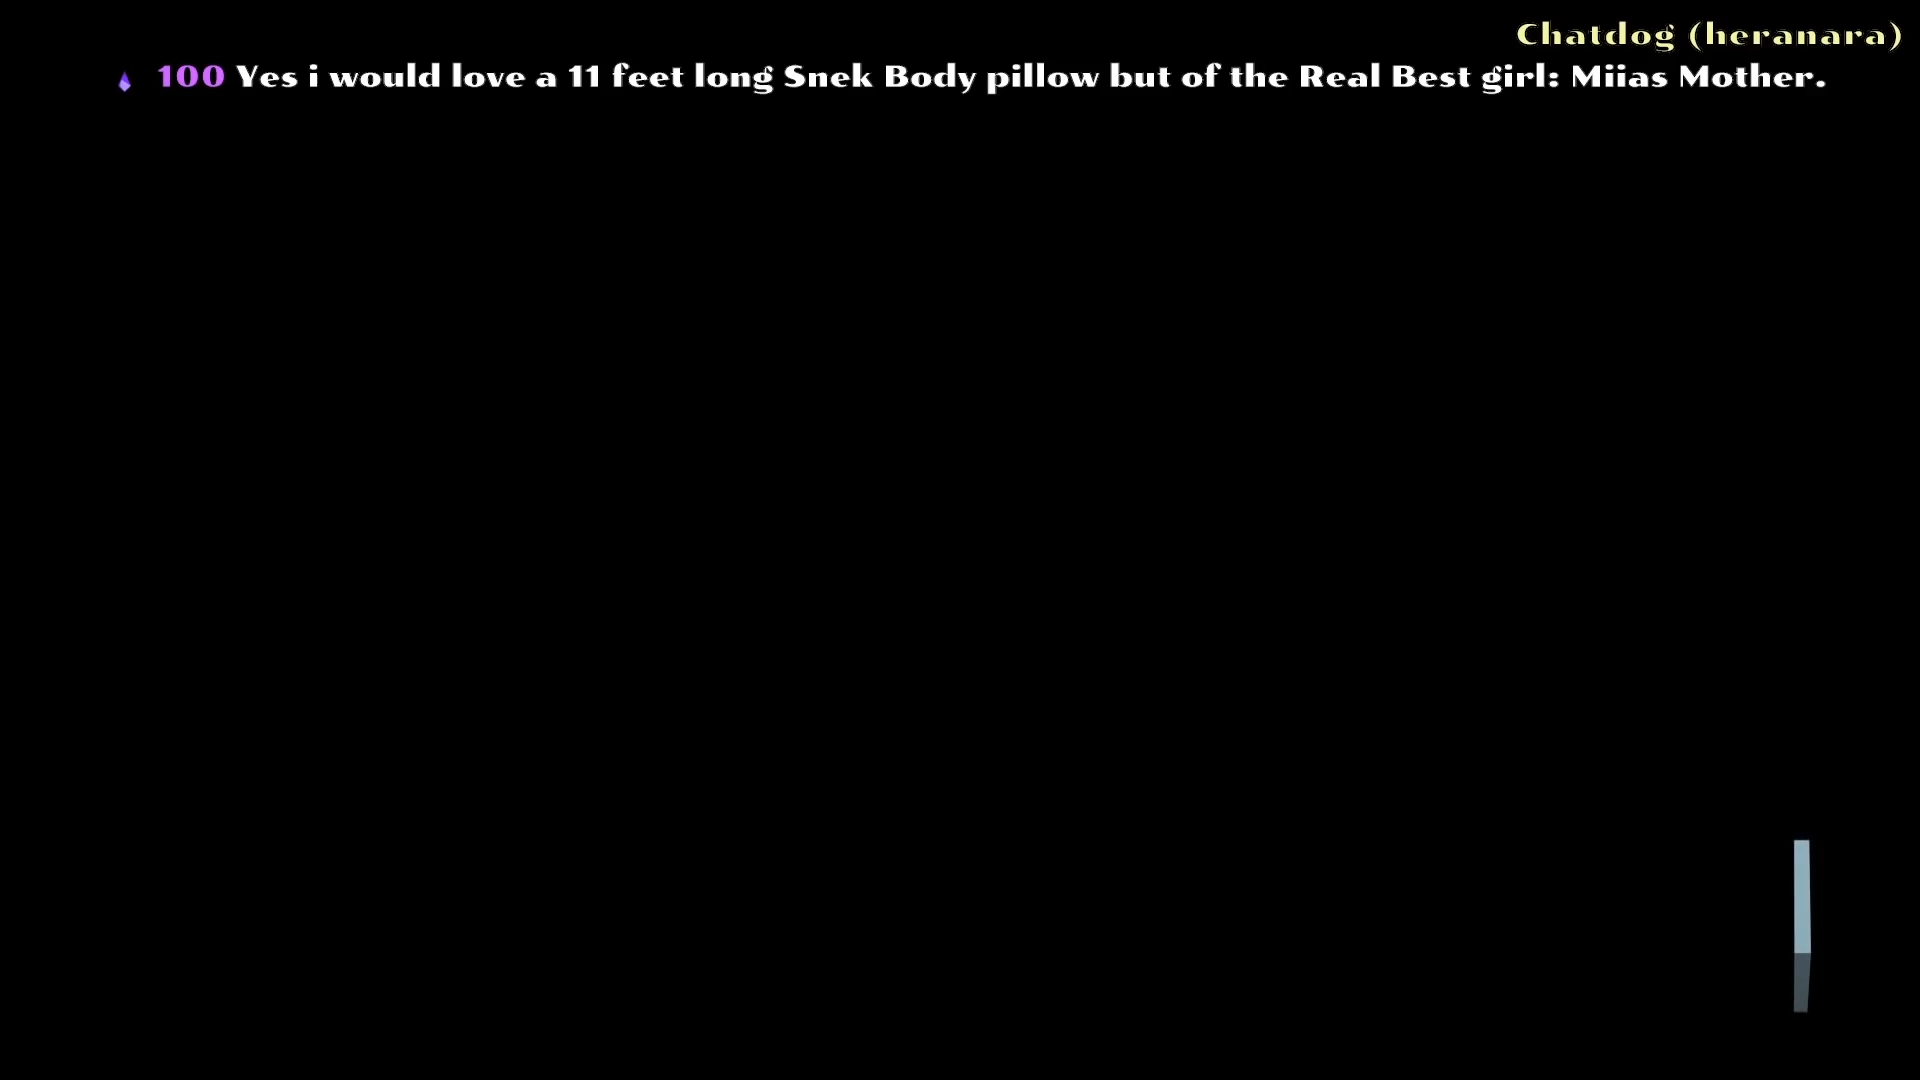 Chatdog (heranara)
100 Yes i would love a 11 feet long Snek Body pillow but of the Real Best girl: Miias Mother.